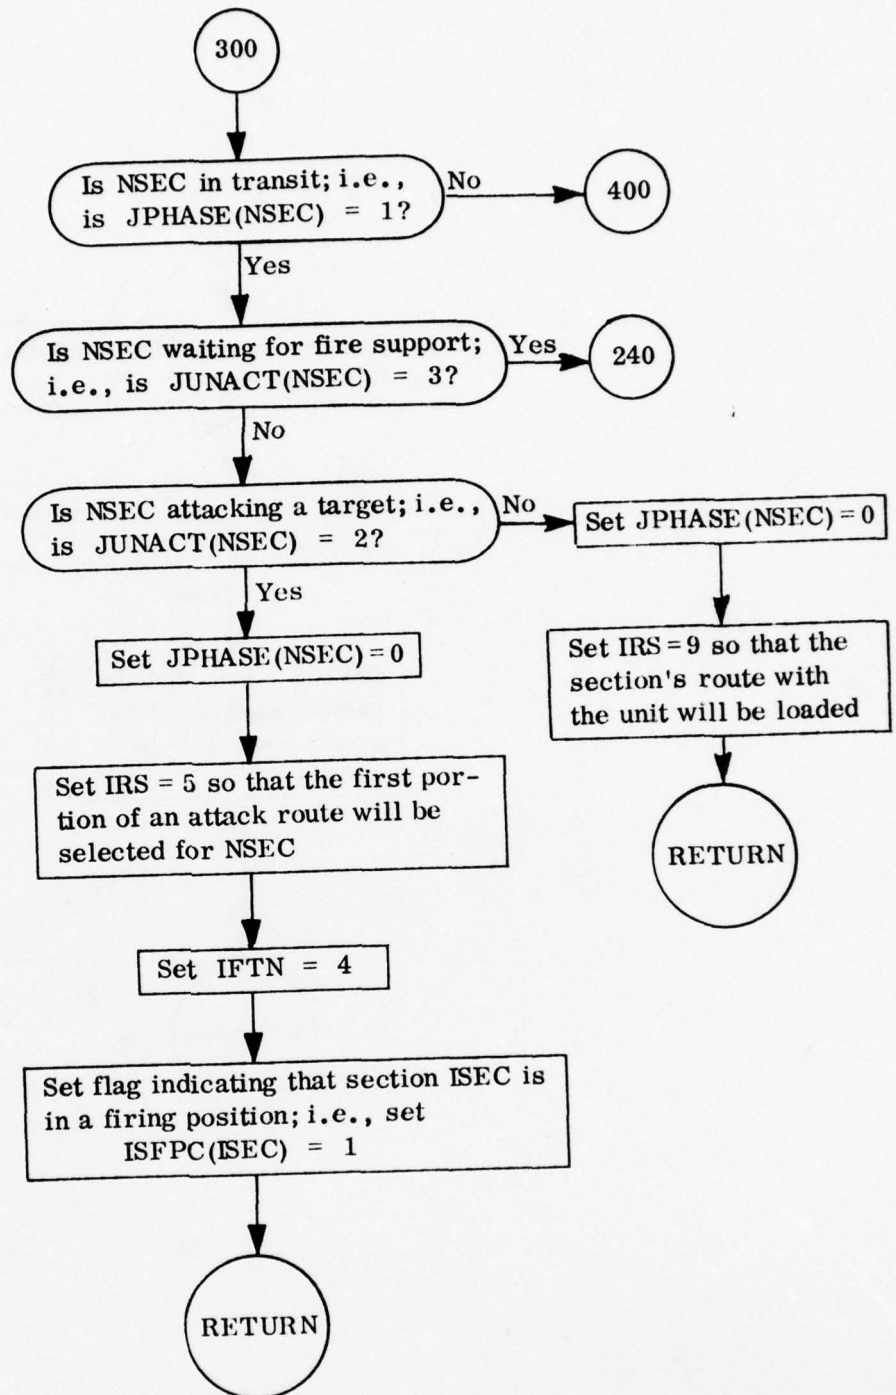 300
Is NSEC in transit; i.e.,
is JPHASE(NSEC) = 1?
No
400
Yes
Is NSEC waiting for fire support;
i.e., is JUNACT(NSEC) = 3?
Yes
240
No
Is NSEC attacking a target; i.e.,
is JUNACT(NSEC) = 2?
No
Set JPHASE(NSEC) = 0
Yes
Set JPHASE(NSEC) = 0
Set IRS = 9 so that the
section's route with
the unit will be loaded
Set IRS = 5 so that the first por-
tion of an attack route will be
selected for NSEC
RETURN
Set IFTN = 4
Set flag indicating that section ISEC is
in a firing position; i.e., set
ISFPC(ISEC) = 1
RETURN